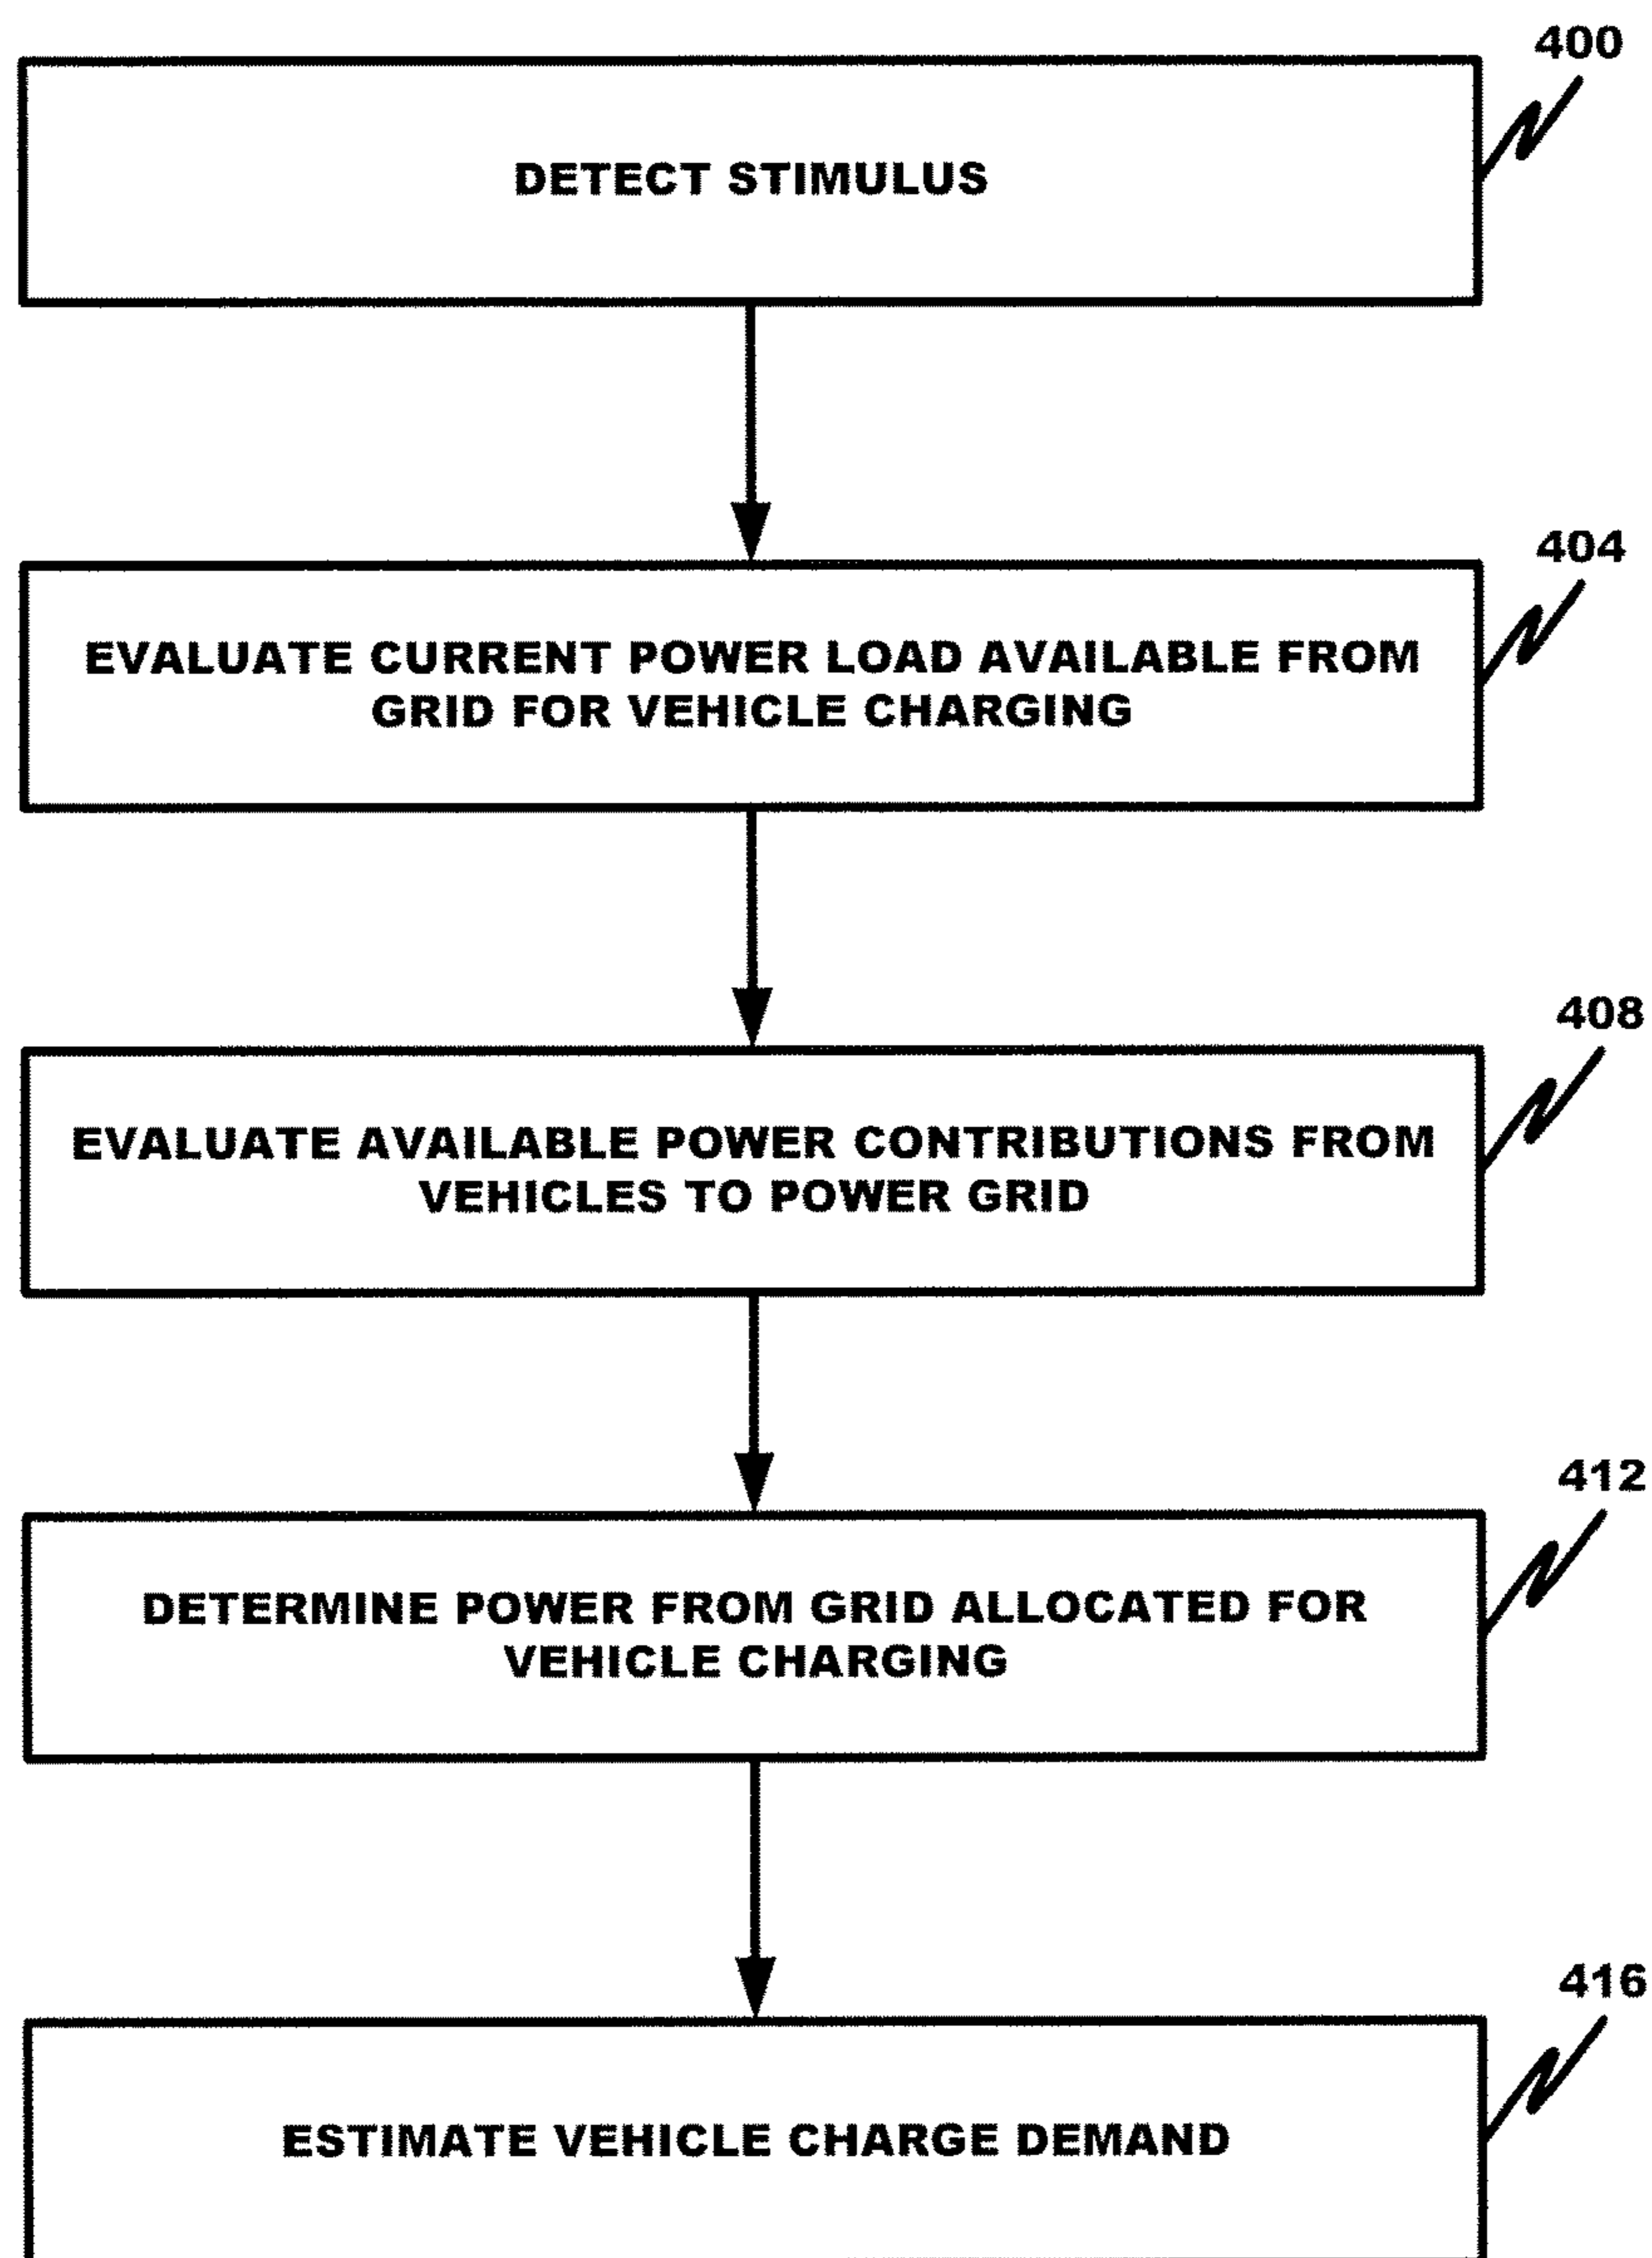 400
DETECT STIMULUS
404
EVALUATE CURRENT POWER LOAD AVAILABLE FROM
GRID FOR VEHICLE CHARGING
408
EVALUATE AVAILABLE POWER CONTRIBUTIONS FROM
VEHICLES TO POWER GRID
412
DETERMINE POWER FROM GRID ALLOCATED FOR
VEHICLE CHARGING
416
ESTIMATE VEHICLE CHARGE DEMAND